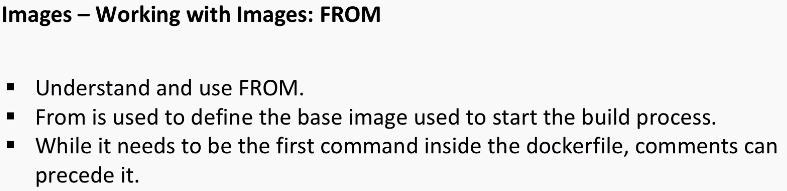 Images – Working with Images: FROM
▪ Understand and use FROM.
▪ From is used to define the base image used to start the build process.
▪ While it needs to be the first command inside the dockerfile, comments can
precede it.